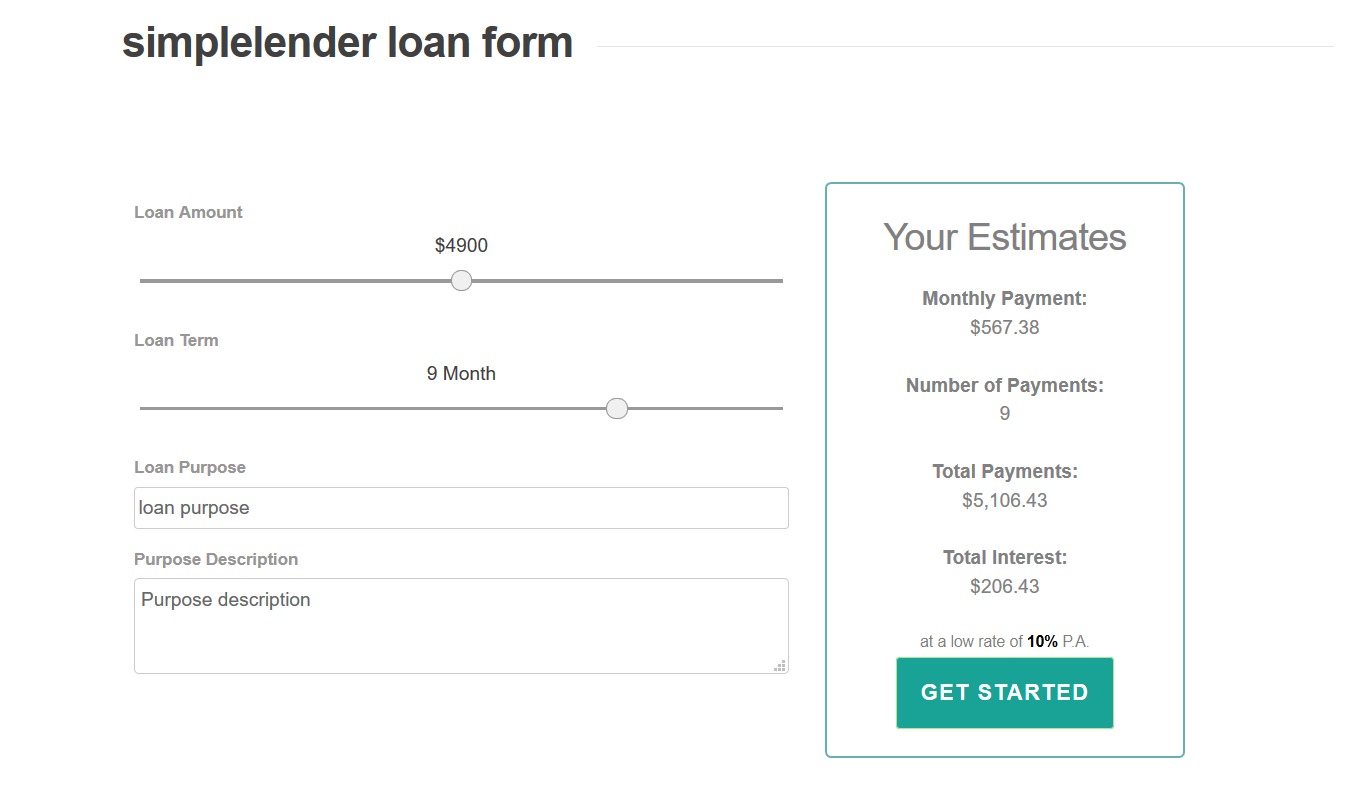 simplelender loan form
Loan Amount
$4900
Loan Term
9 Month
Loan Purpose
loan purpose
Purpose Description
Purpose description
Your Estimates
Monthly Payment:
$567.38
Number of Payments:
9
Total Payments:
$5,106.43
Total Interest:
$206.43
at a low rate of 10% P.A.
GET STARTED